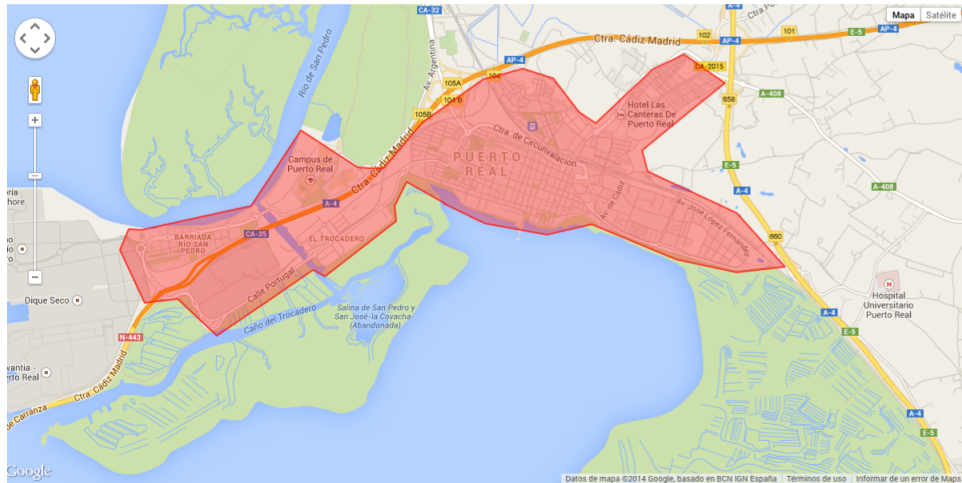 CA-32
Mapa
Satélite
A-4
AP-4
101
E-5
102
AP-4
Ctra. Cádiz Madrid
Río de San Pedro
Av. Argentina
AP-4
104
CA-2015
105A
104 B
105B
658
A-408
Hotel Las
Canteras De
Puerto Real
Ctra. de Circunvalación
PUERTO
REAL
Campus de
Puerto Real
Ctra. Cádiz Madrid
E-5
A-4
A-408
Av. de Cádiz
Av. José López Fernández
A-4
CA-35
BARRIADA
RÍO SAN
PEDRO
EL TROCADERO
660
Calle Portugal
Dique Seco
Hospital
Universitario
Puerto Real
Salina de San Pedro y
San José-la Covacha-
(Abandonada)
Caño del Trocadero
A-4
E-5
N-443
Ctra. Cádiz Madrid
A-4
E-5
Google
Datos de mapa ©2014 Google, basado en BCN IGN España
Términos de uso
Informar de un error de Maps